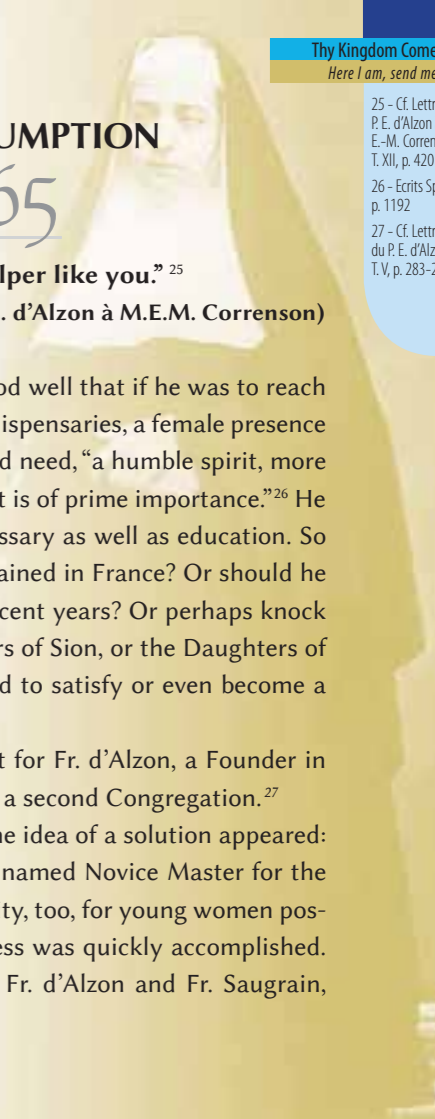 Thy Kingdom Come
Here I am, send me
25 - Cf. Lettr
P. E. d'Alzon
E.-M. Corren
T. XII, p. 420
26 - Ecrits Sp
p. 1192
27 - Cf. Lettr
du P. E. d'Alz
T. V, p. 283-2
UMPTION
65
lper like you." 25
. d'Alzon à M.E.M. Correnson)
od well that if he was to reach
ispensaries, a female presence
d need, "a humble spirit, more
t is of prime importance."26 He
ssary as well as education. So
ained in France? Or should he
cent years? Or perhaps knock
rs of Sion, or the Daughters of
d to satisfy or even become a
t for Fr. d'Alzon, a Founder in
a second Congregation.27
ne idea of a solution appeared:
named Novice Master for the
ty, too, for young women pos-
ess was quickly accomplished.
Fr. d'Alzon and Fr. Saugrain,